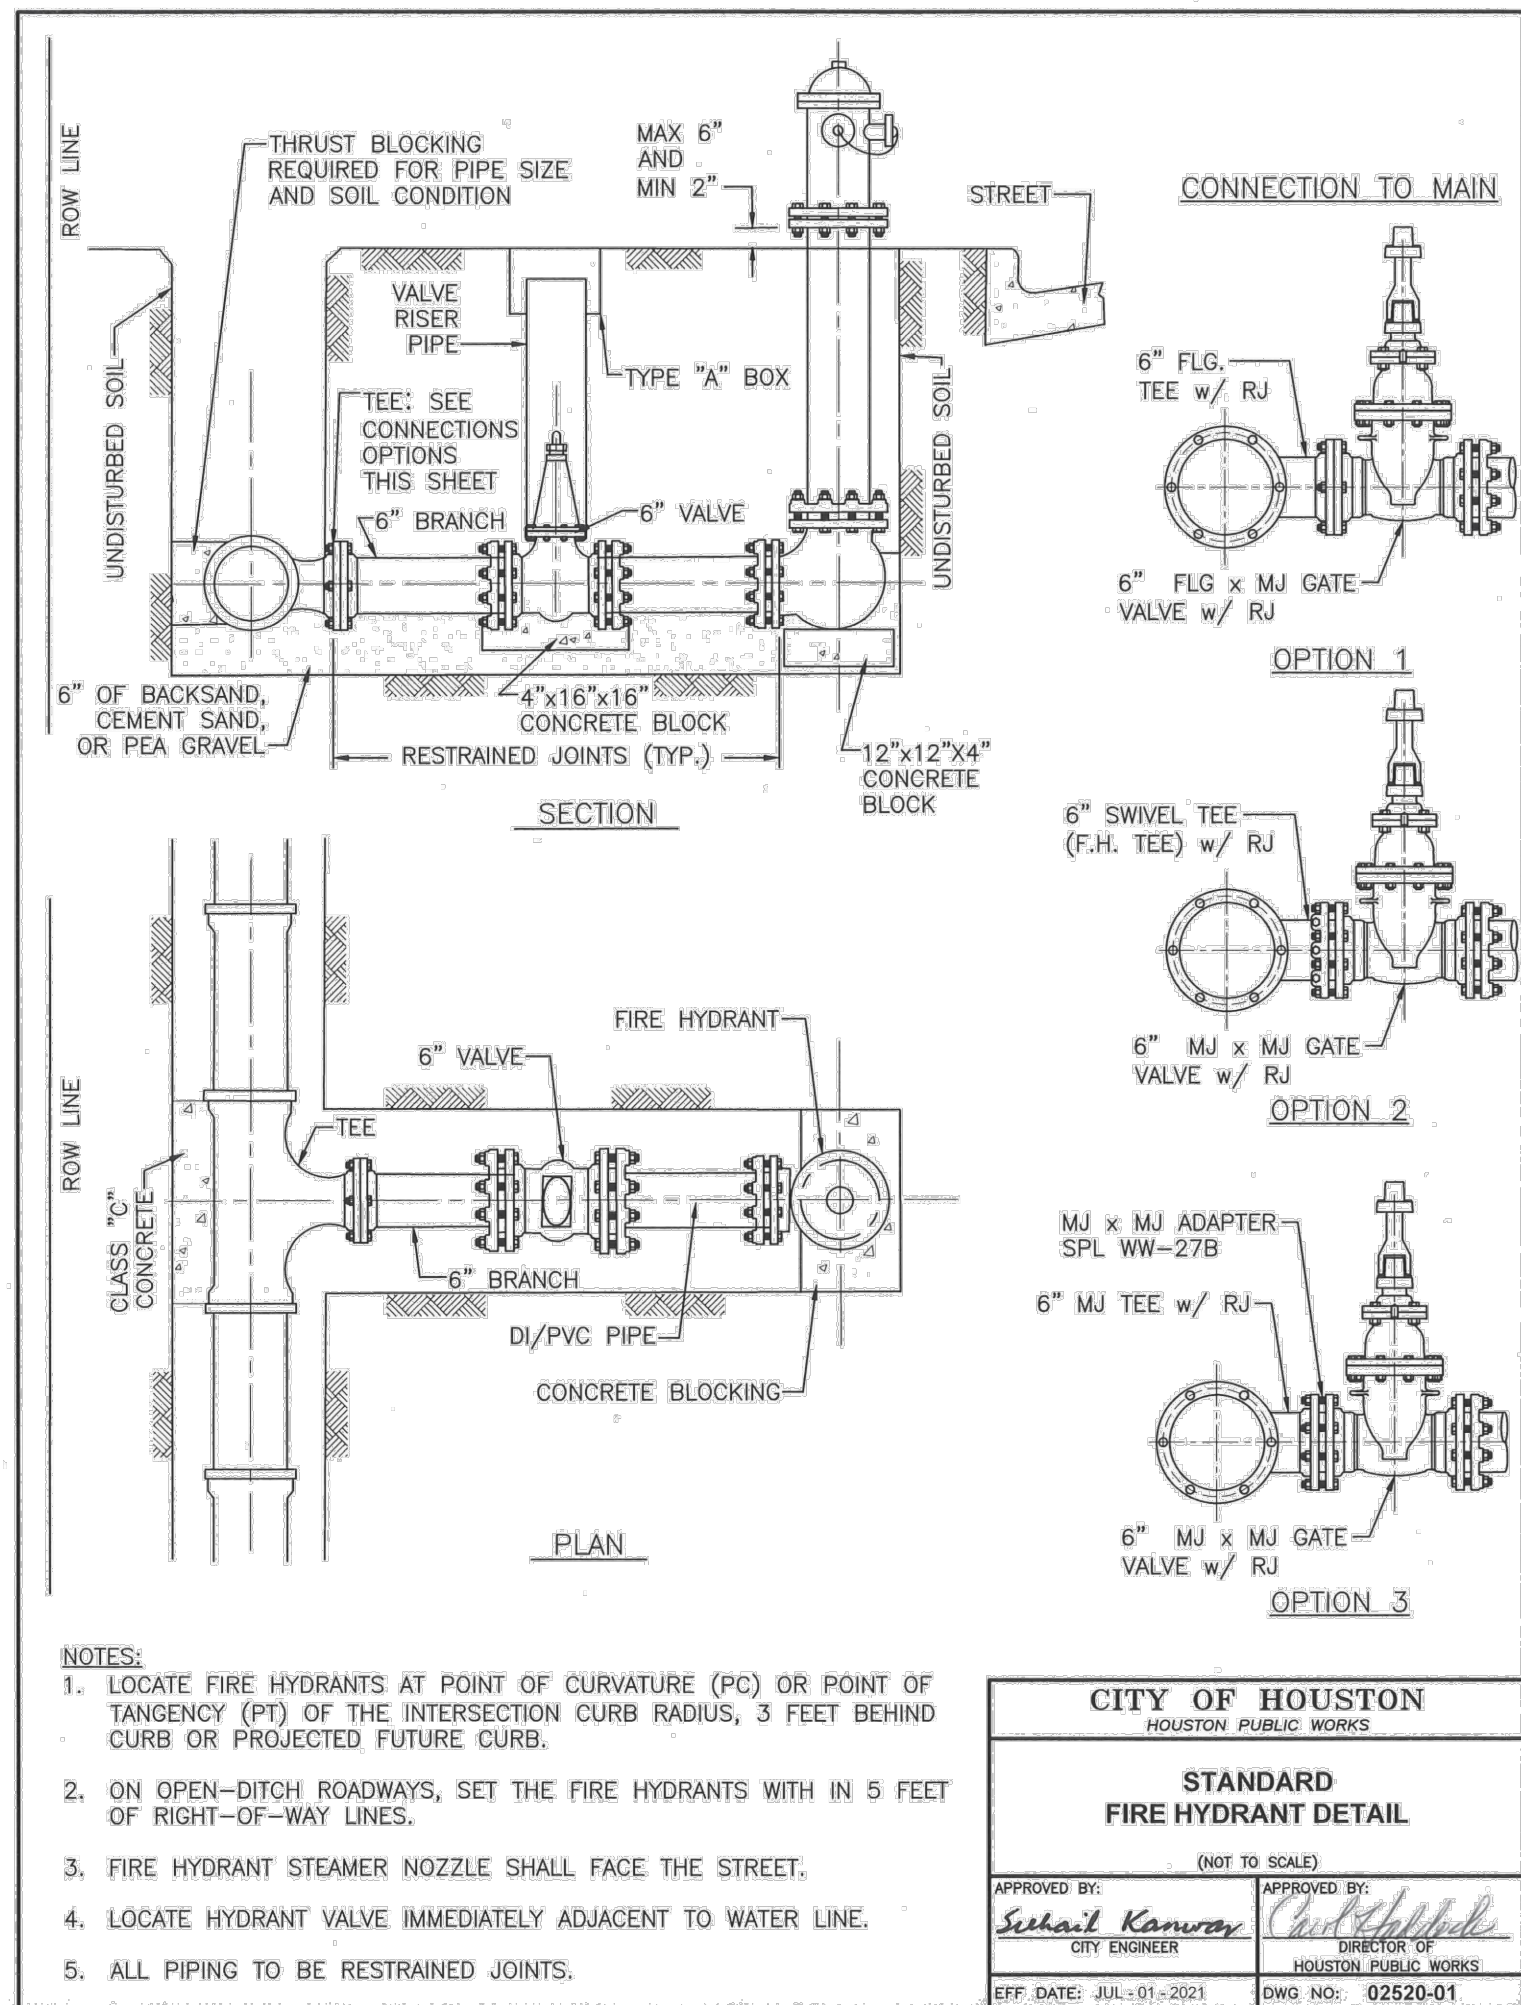 ROW LINE
THRUST BLOCKING
REQUIRED FOR PIPE SIZE
AND SOIL CONDITION
MAX 6"
AND
MIN 2"
STREET
UNDISTURBED SOIL
VALVE
RISER
PIPE
TYPE "A" BOX
TEE: SEE
CONNECTIONS
OPTIONS
THIS SHEET
6" BRANCH
6" VALVE
UNDISTURBED SOIL
6" OF BACKSAND,
CEMENT SAND,
OR PEA GRAVEL
4"x16"x16"
CONCRETE BLOCK
RESTRAINED JOINTS (TYP.)
12"x12"X4"
CONCRETE
BLOCK
SECTION
CONNECTION TO MAIN
6" FLG.
TEE w/ RJ
6" FLG x MJ GATE
VALVE w/ RJ
OPTION 1
6" SWIVEL TEE
(F.H. TEE) w/ RJ
6" MJ x MJ GATE
VALVE w/ RJ
OPTION 2
MJ x MJ ADAPTER
SPL WW-27B
6" MJ TEE w/ RJ
6" MJ x MJ GATE
VALVE w/ RJ
OPTION 3
ROW LINE
FIRE HYDRANT
6" VALVE
TEE
CLASS "C"
CONCRETE
6" BRANCH
DI/PVC PIPE
CONCRETE BLOCKING
PLAN
NOTES:
1. LOCATE FIRE HYDRANTS AT POINT OF CURVATURE (PC) OR POINT OF
TANGENCY (PT) OF THE INTERSECTION CURB RADIUS, 3 FEET BEHIND
CURB OR PROJECTED FUTURE CURB.
2. ON OPEN-DITCH ROADWAYS, SET THE FIRE HYDRANTS WITH IN 5 FEET
OF RIGHT-OF-WAY LINES.
3. FIRE HYDRANT STEAMER NOZZLE SHALL FACE THE STREET.
4. LOCATE HYDRANT VALVE IMMEDIATELY ADJACENT TO WATER LINE.
5. ALL PIPING TO BE RESTRAINED JOINTS.
CITY OF HOUSTON
HOUSTON PUBLIC WORKS
STANDARD
FIRE HYDRANT DETAIL
(NOT TO SCALE)
APPROVED BY:
Suhail Kanwar
CITY ENGINEER
APPROVED BY:
Carol Haddock
DIRECTOR OF
HOUSTON PUBLIC WORKS
EFF DATE: JUL-01-2021
DWG NO: 02520-01